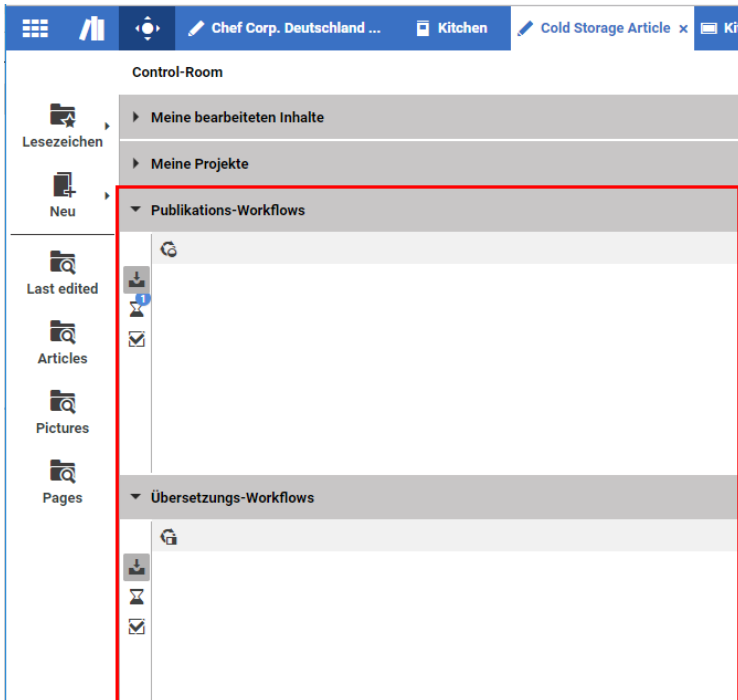 Chef Corp. Deutschland ...
Kitchen
Cold Storage Article ×
Ki
Control-Room
Lesezeichen
Neu
Last edited
Articles
Pictures
Pages
Meine bearbeiteten Inhalte
Meine Projekte
Publikations-Workflows
1
Übersetzungs-Workflows